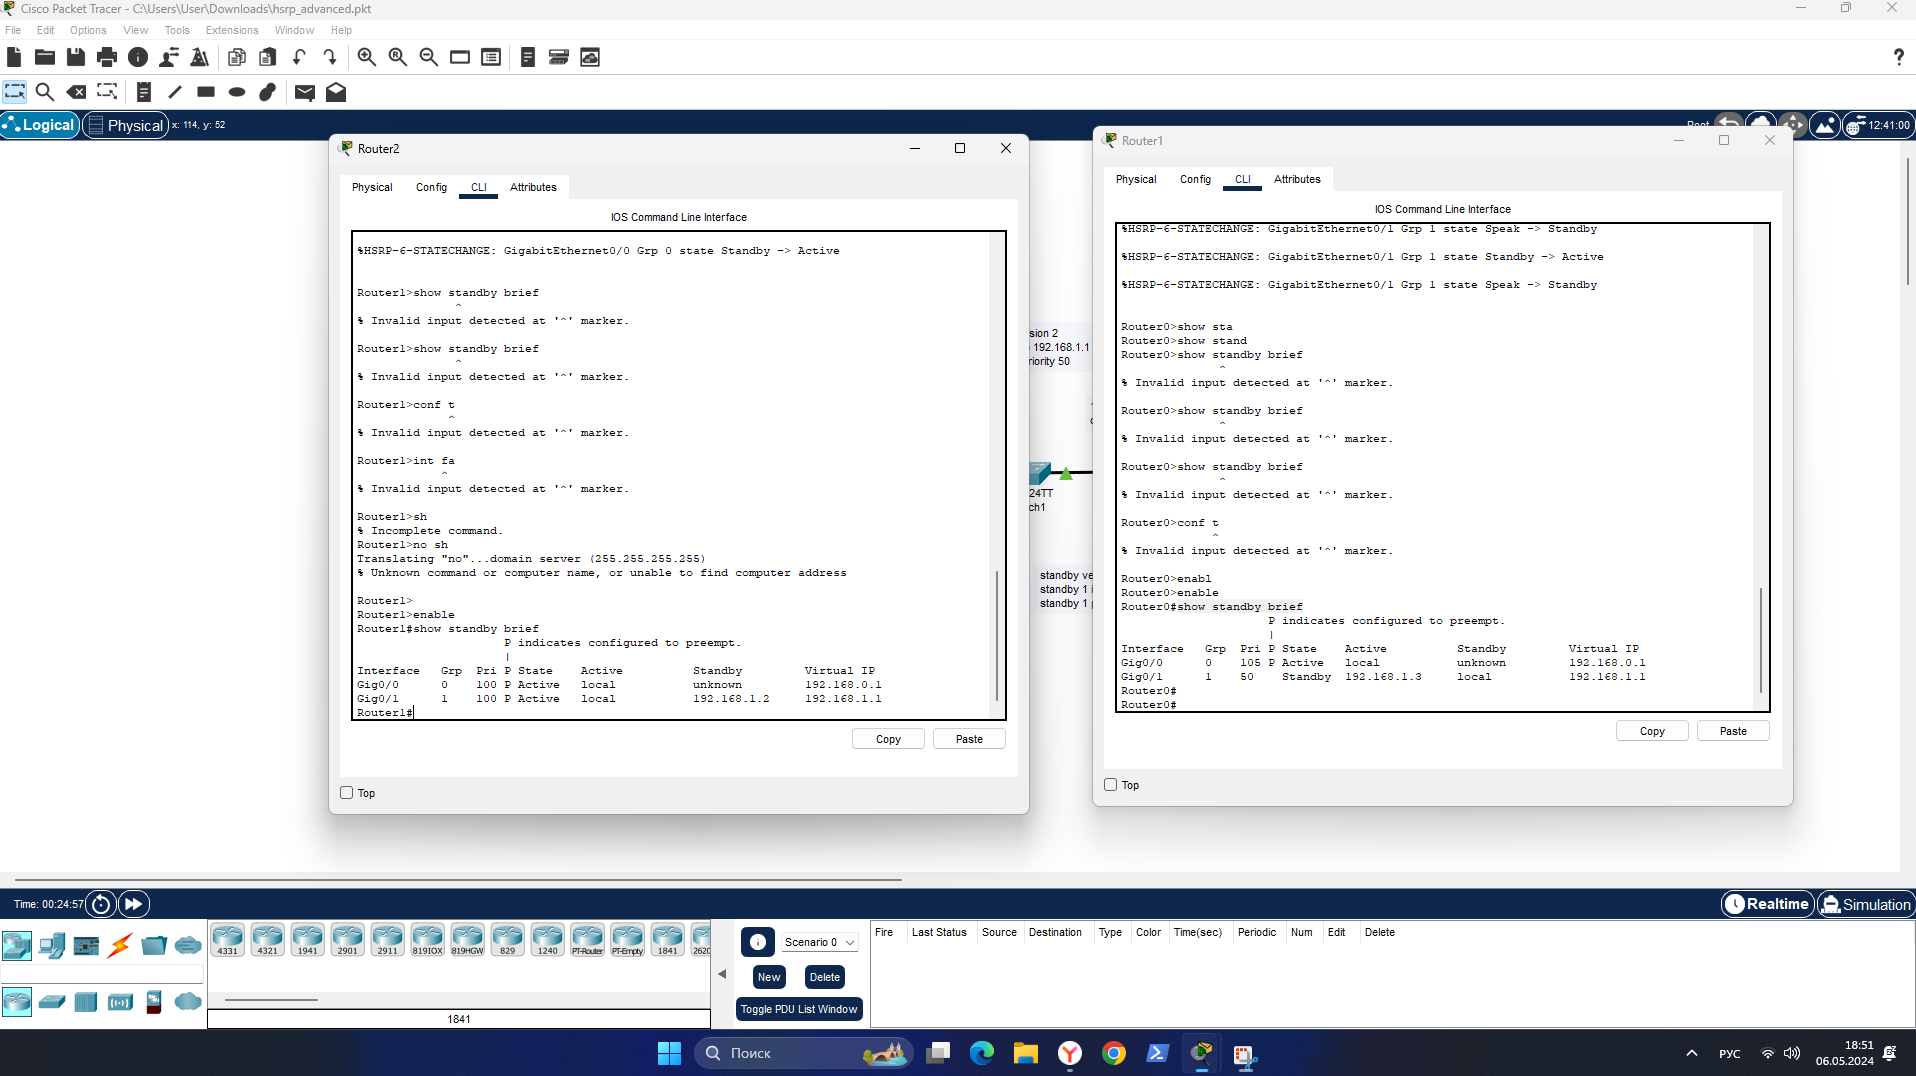 Cisco Packet Tracer - C:\Users\User\Downloads\hsrp_advanced.pkt
File Edit Options View Tools Extensions Window Help
Logical Physical x: 114, y: 52
Root 12:41:00
Router2
Physical Config CLI Attributes
IOS Command Line Interface
%HSRP-6-STATECHANGE: GigabitEthernet0/0 Grp 0 state Standby -> Active
Router1>show standby brief
^
% Invalid input detected at '^' marker.
Router1>show standby brief
^
% Invalid input detected at '^' marker.
Router1>conf t
^
% Invalid input detected at '^' marker.
Router1>int fa
^
% Invalid input detected at '^' marker.
Router1>sh
% Incomplete command.
Router1>no sh
Translating "no"...domain server (255.255.255.255)
% Unknown command or computer name, or unable to find computer address
Router1>
Router1>enable
Router1#show standby brief
P indicates configured to preempt.
|
Interface Grp Pri P State Active Standby Virtual IP
Gig0/0 0 100 P Active local unknown 192.168.0.1
Gig0/1 1 100 P Active local 192.168.1.2 192.168.1.1
Router1#
Copy Paste
Top
sion 2
192.168.1.1
riority 50
24TT
ch1
standby ve
standby 1 i
standby 1 p
Router1
Physical Config CLI Attributes
IOS Command Line Interface
%HSRP-6-STATECHANGE: GigabitEthernet0/1 Grp 1 state Speak -> Standby
%HSRP-6-STATECHANGE: GigabitEthernet0/1 Grp 1 state Standby -> Active
%HSRP-6-STATECHANGE: GigabitEthernet0/1 Grp 1 state Speak -> Standby
Router0>show sta
Router0>show stand
Router0>show standby brief
^
% Invalid input detected at '^' marker.
Router0>show standby brief
^
% Invalid input detected at '^' marker.
Router0>show standby brief
^
% Invalid input detected at '^' marker.
Router0>conf t
^
% Invalid input detected at '^' marker.
Router0>enabl
Router0>enable
Router0#show standby brief
P indicates configured to preempt.
|
Interface Grp Pri P State Active Standby Virtual IP
Gig0/0 0 105 P Active local unknown 192.168.0.1
Gig0/1 1 50 Standby 192.168.1.3 local 192.168.1.1
Router0#
Router0#
Copy Paste
Top
Time: 00:24:57
Realtime Simulation
4331 4321 1941 2901 2911 819IOX 819HGW 829 1240 PT-Router PT-Empty 1841 2620
1841
Scenario 0
New Delete
Toggle PDU List Window
Fire Last Status Source Destination Type Color Time(sec) Periodic Num Edit Delete
Поиск
РУС
18:51
06.05.2024